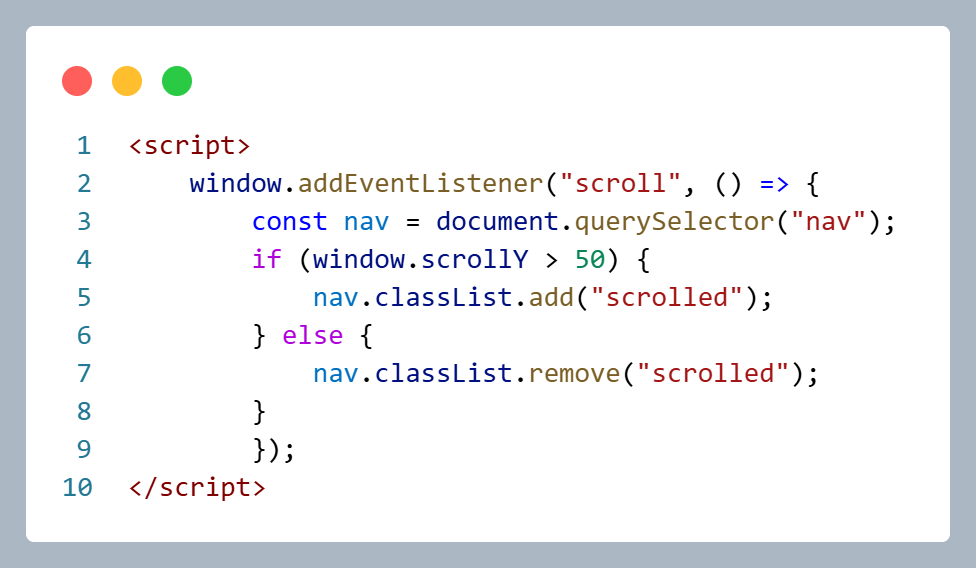 1 <script>
2     window.addEventListener("scroll", () => {
3         const nav = document.querySelector("nav");
4         if (window.scrollY > 50) {
5             nav.classList.add("scrolled");
6         } else {
7             nav.classList.remove("scrolled");
8         }
9         });
10 </script>